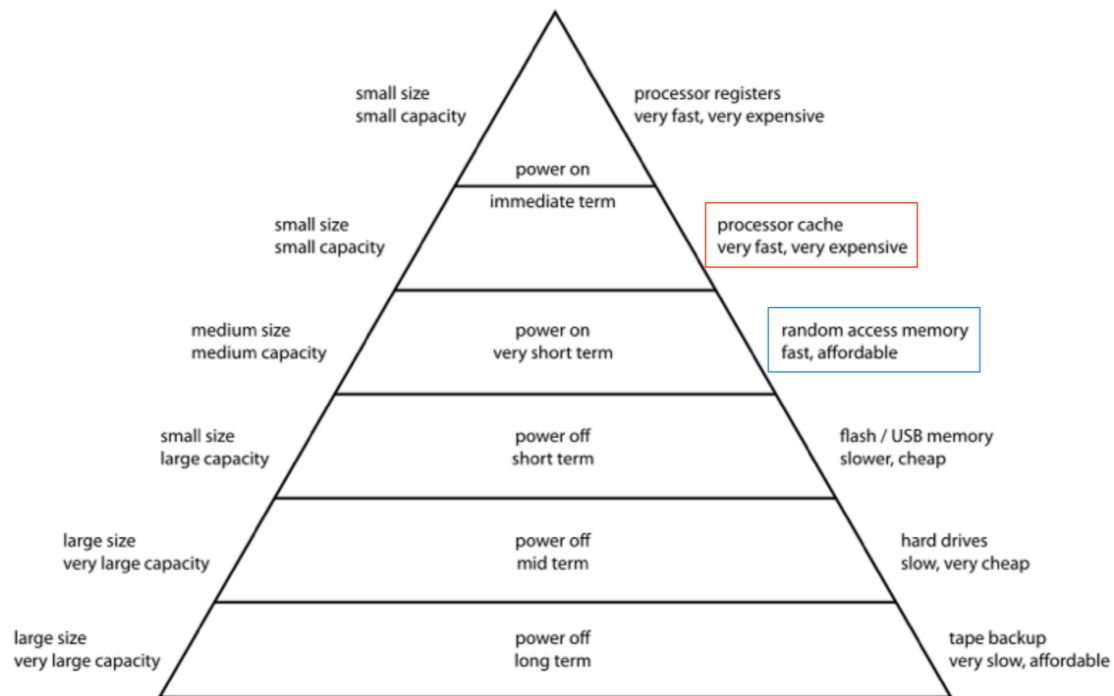 small size
small capacity
processor registers
very fast, very expensive
power on
immediate term
small size
small capacity
processor cache
very fast, very expensive
medium size
medium capacity
power on
very short term
random access memory
fast, affordable
small size
large capacity
power off
short term
flash / USB memory
slower, cheap
large size
very large capacity
power off
mid term
hard drives
slow, very cheap
large size
very large capacity
power off
long term
tape backup
very slow, affordable